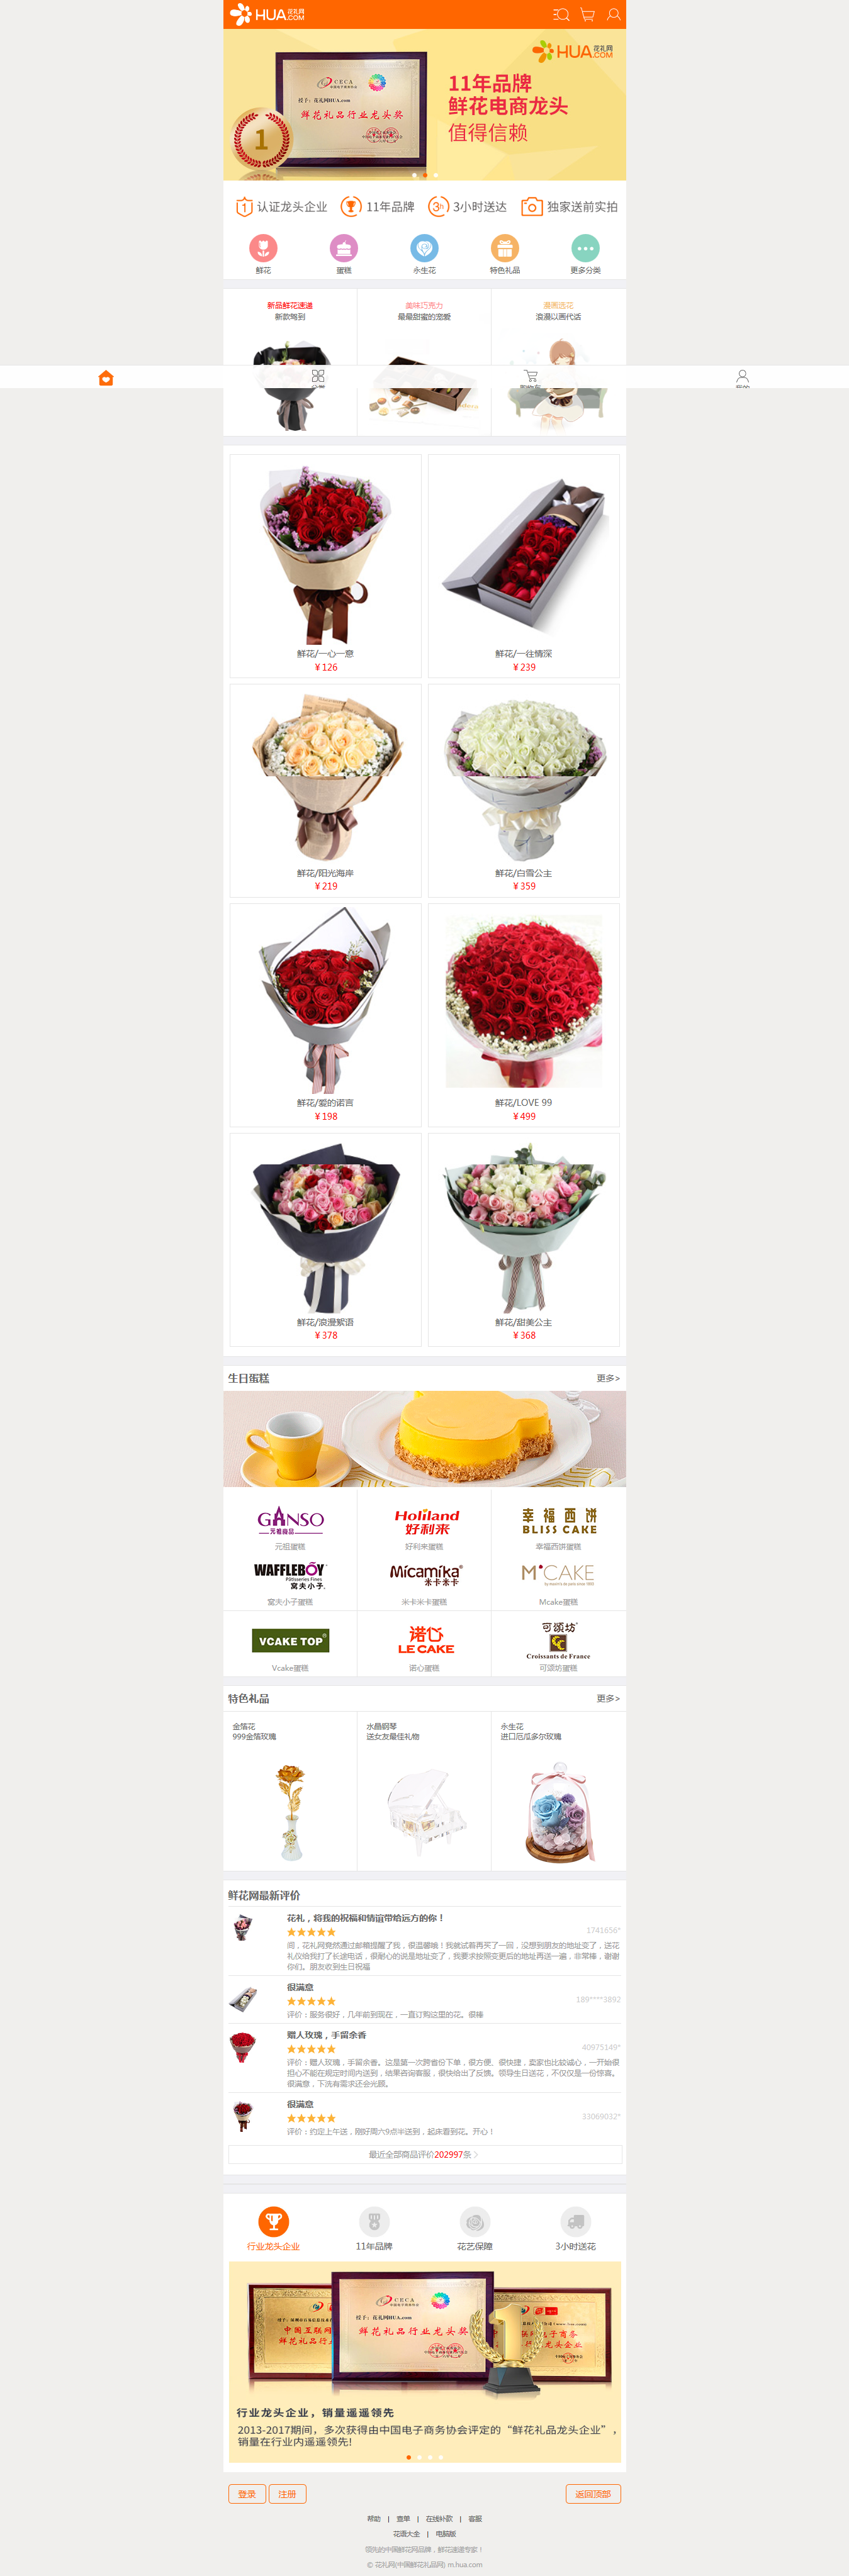 HUA 花礼网
.COM
HUA 花礼网
.COM
CECA
授于：花礼网HUA.com
鲜花礼品行业龙头奖
1
11年品牌
鲜花电商龙头
值得信赖
1 认证龙头企业 11年品牌 3h 3小时送达 独家送前实拍
鲜花 蛋糕 永生花 特色礼品 更多分类
新品鲜花速递 美味巧克力 漫画送花
新款驾到 最最甜蜜的宠爱 浪漫以画代话
鲜花/一心一意 鲜花/一往情深
¥ 126 ¥ 239
鲜花/阳光海岸 鲜花/白雪公主
¥ 219 ¥ 359
鲜花/爱的诺言 鲜花/LOVE 99
¥ 198 ¥ 499
鲜花/浪漫絮语 鲜花/甜美公主
¥ 378 ¥ 368
生日蛋糕 更多>
GANSO Holiland 幸福西饼
元祖食品 好利来 BLISS CAKE
元祖蛋糕 好利来蛋糕 幸福西饼蛋糕
WAFFLEBOY Micamika M'CAKE
Pâtisseries Fines
窝夫小子 米卡米卡
窝夫小子蛋糕 米卡米卡蛋糕 Mcake蛋糕
VCAKE TOP 诺心 可颂坊
LE CAKE Croissants de France
Vcake蛋糕 诺心蛋糕 可颂坊蛋糕
特色礼品 更多>
金箔花 水晶钢琴 永生花
999金箔玫瑰 送女友最佳礼物 进口厄瓜多尔玫瑰
鲜花网最新评价
花礼，将我的祝福和情谊带给远方的你！
1741656*
间，花礼网竟然通过邮箱提醒了我，很温馨哦！我就试着再买了一回，没想到朋友的地址变了，送花
礼仪给我打了长途电话，很耐心的说是地址变了，我要求按照变更后的地址再送一遍，非常棒，谢谢
你们。朋友收到生日祝福
很满意
189****3892
评价：服务很好，几年前到现在，一直订购这里的花。很棒
赠人玫瑰，手留余香
40975149*
评价：赠人玫瑰，手留余香。这是第一次跨省份下单，很方便、很快捷，卖家也比较诚心，一开始很
担心不能在规定时间内送到，结果咨询客服，很快给出了反馈。领导生日送花，不仅仅是一份惊喜。
很满意，下次有需求还会光顾。
很满意
33069032*
评价：约定上午送，刚好周六9点半送到，起床看到花。开心！
最近全部商品评价202997条 >
行业龙头企业 11年品牌 花艺保障 3小时送花
CECA
授于：花礼网HUA.com
中国互联网 鲜花礼品行业龙头奖
行业龙头企业，销量遥遥领先
2013-2017期间，多次获得由中国电子商务协会评定的“鲜花礼品龙头企业”，
销量在行业内遥遥领先!
登录 注册 返回顶部
帮助 | 查单 | 在线补款 | 客服
花语大全 | 电脑版
领先的中国鲜花网品牌，鲜花速递专家！
© 花礼网(中国鲜花礼品网) m.hua.com